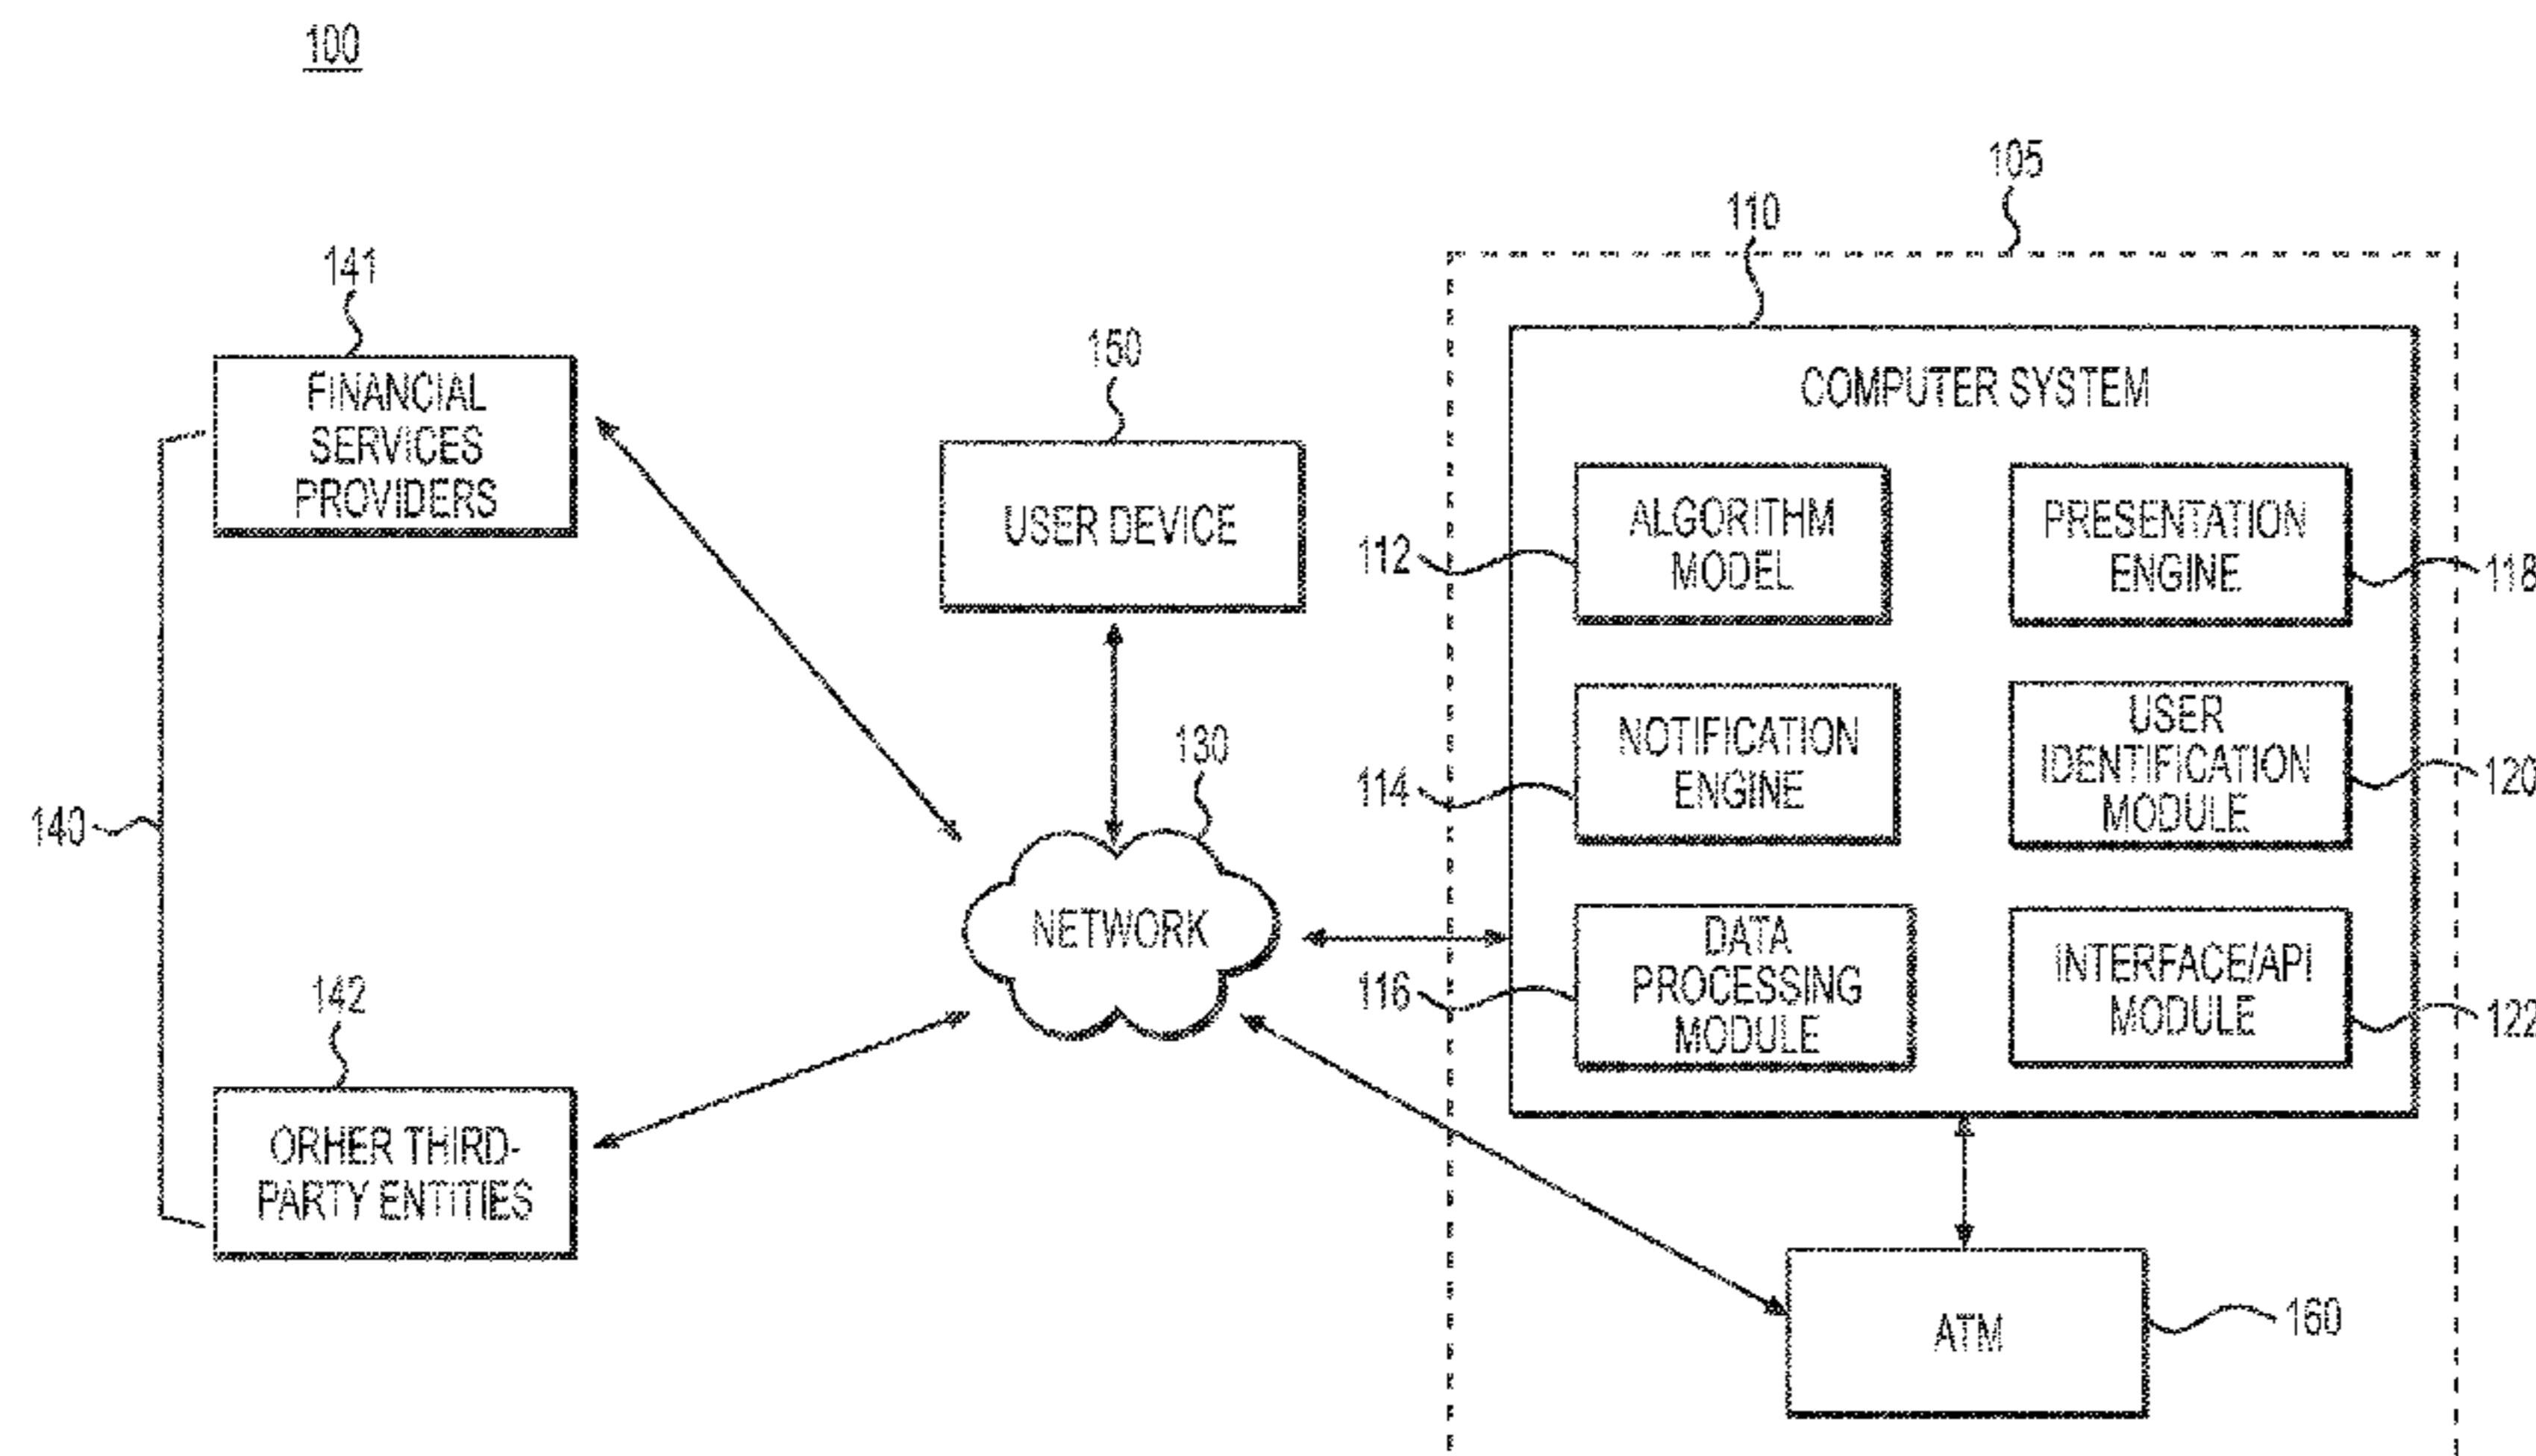 100
105
110
141
FINANCIAL
SERVICES
PROVIDERS
150
USER DEVICE
COMPUTER SYSTEM
112
ALGORITHM
MODEL
PRESENTATION
ENGINE
118
130
114
NOTIFICATION
ENGINE
USER
IDENTIFICATION
MODULE
120
140
NETWORK
116
DATA
PROCESSING
MODULE
INTERFACE/API
MODULE
122
142
ORHER THIRD-
PARTY ENTITIES
ATM
160